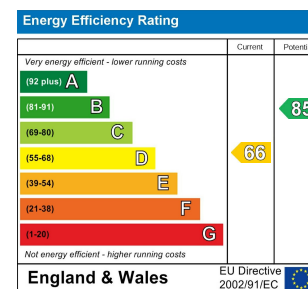 Energy Efficiency Rating
Current Potenti
Very energy efficient - lower running costs
(92 plus) A
(81-91) B
85
(69-80) C
(55-68) D
66
(39-54) E
(21-38) F
(1-20) G
Not energy efficient - higher running costs
England & Wales
EU Directive
2002/91/EC